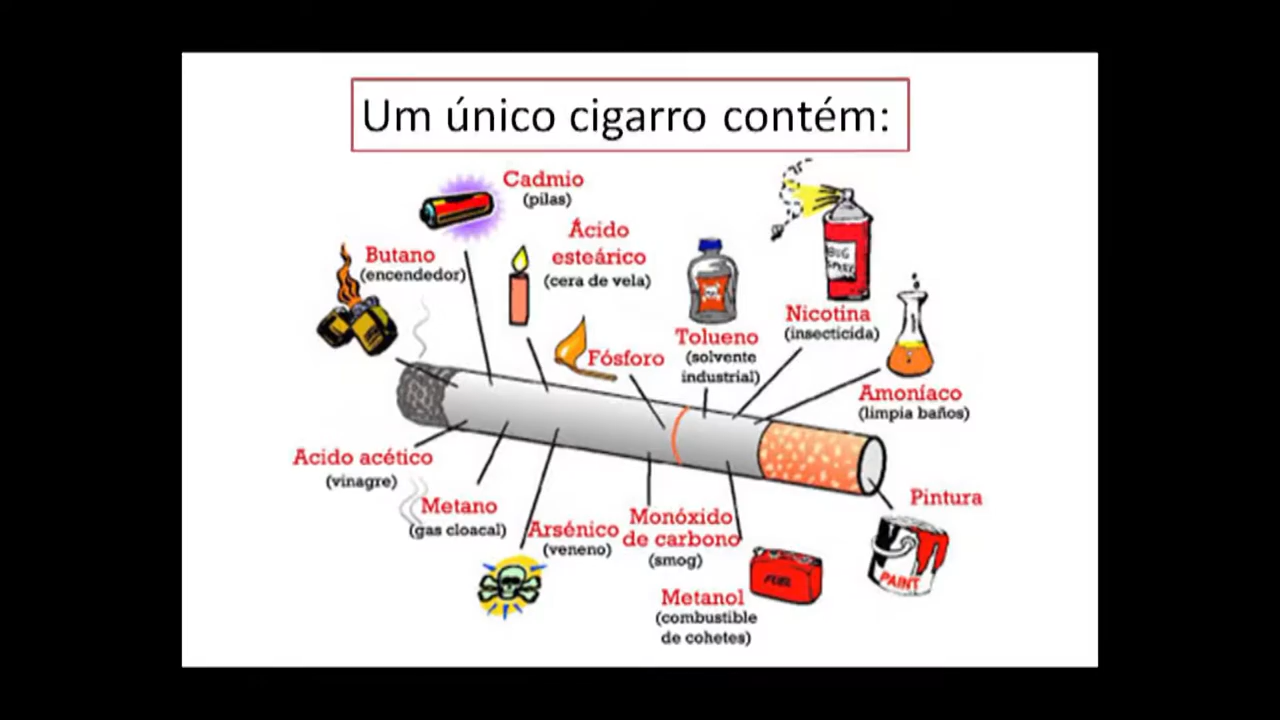 Um único cigarro contém:
Cadmio
(pilas)
Butano
(encendedor)
Ácido
esteárico
(cera de vela)
Fósforo
Tolueno
(solvente
industrial)
BUG
Nicotina
(insecticida)
Amoníaco
(limpia baños)
Acido acético
(vinagre)
Metano
(gas cloacal)
Arsénico
(veneno)
Monóxido
de carbono
(smog)
FUEL
Metanol
(combustible
de cohetes)
Pintura
PAINT